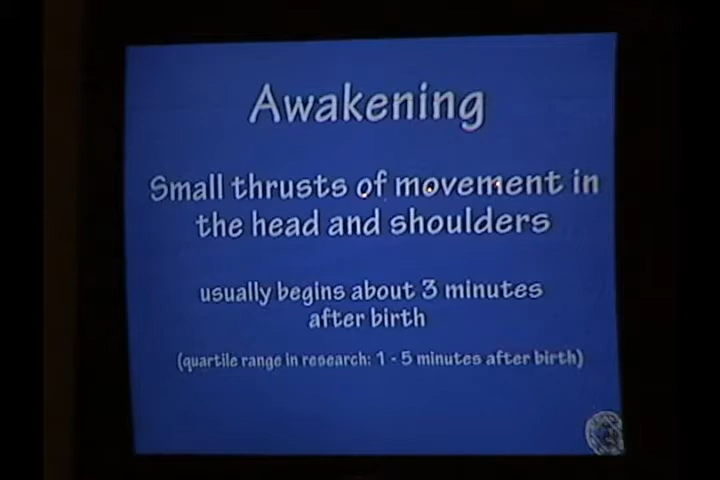 Awakening
Small thrusts of movement in
the head and shoulders
usually begins about 3 minutes
after birth
(quartile range in research: 1 - 5 minutes after birth)